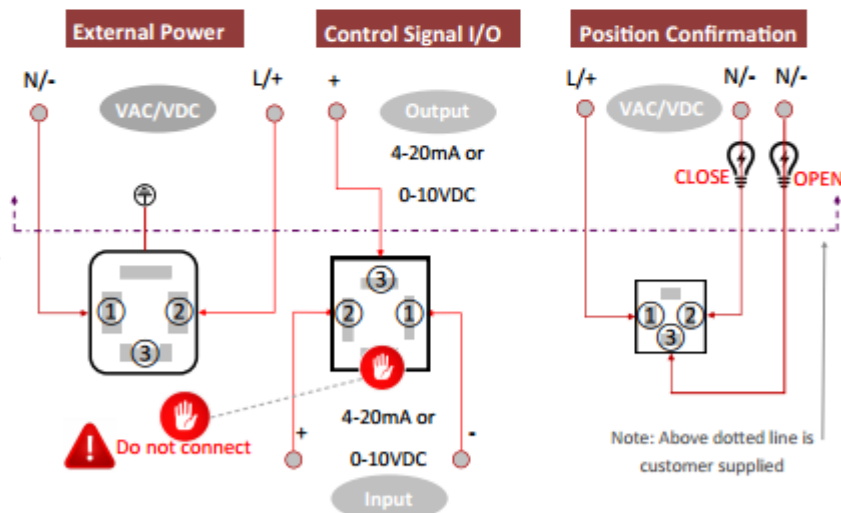 External Power
Control Signal I/O
Position Confirmation
N/-
L/+
+
L/+
N/-
N/-
VAC/VDC
Output
VAC/VDC
4-20mA or
0-10VDC
CLOSE
OPEN
1
2
3
3
2
1
1
2
3
Do not connect
+
4-20mA or
0-10VDC
-
Input
Note: Above dotted line is
customer supplied